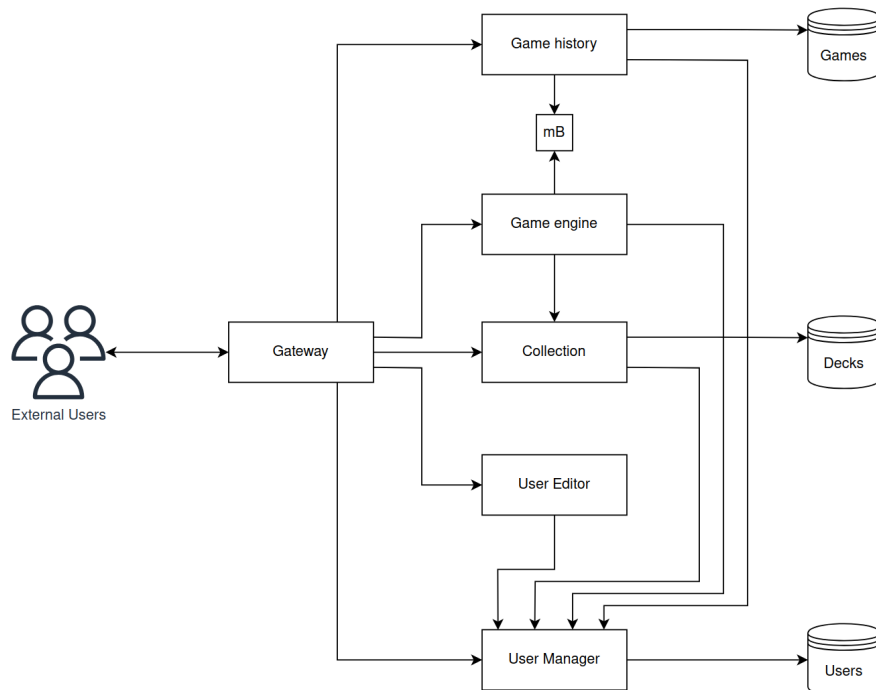 Game history
Games
mB
Game engine
Gateway
Collection
Decks
External Users
User Editor
User Manager
Users